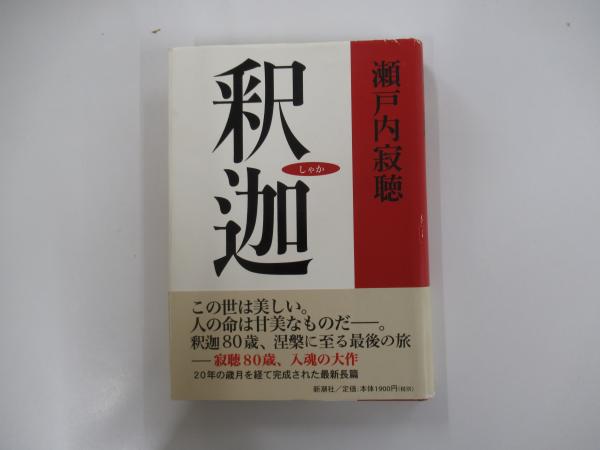 瀬戸内寂聴
釈迦
しゃか
この世は美しい。
人の命は甘美なものだ──。
釈迦80歳、涅槃に至る最後の旅
──寂聴80歳、入魂の大作
20年の歳月を経て完成された最新長篇
新潮社／定価:本体1900円(税別)